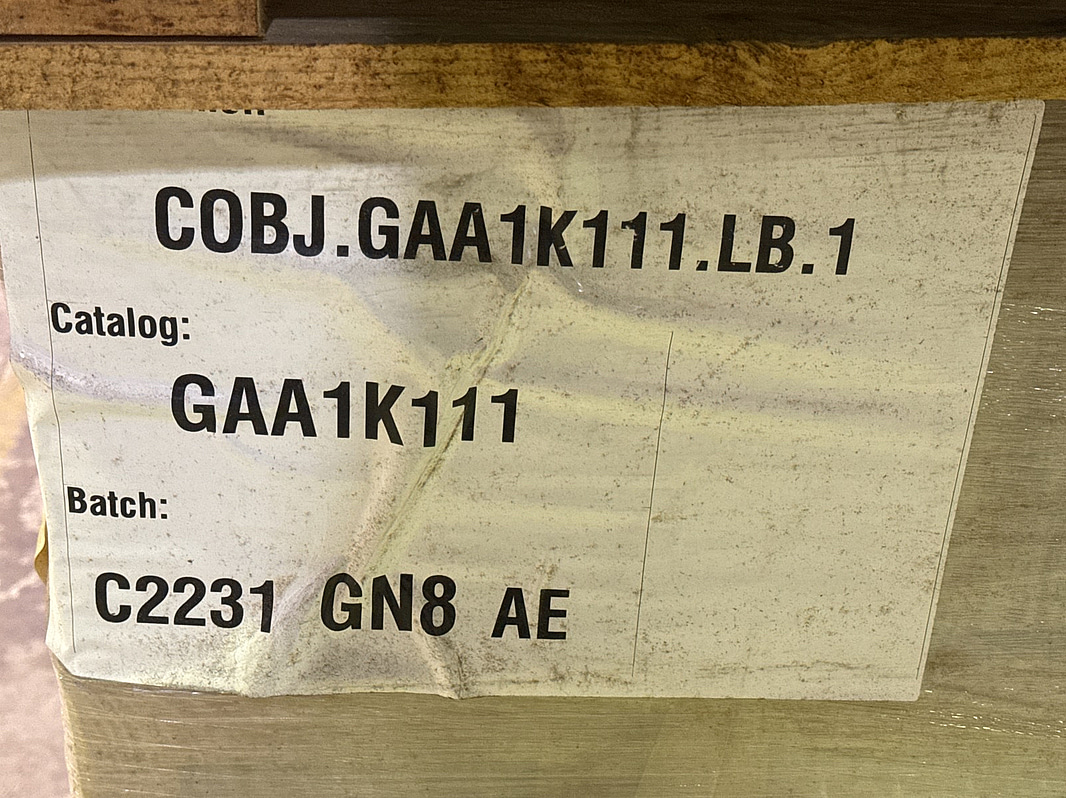 COBJ.GAA1K111.LB.1
Catalog:
GAA1K111
Batch:
C2231 GN8 AE